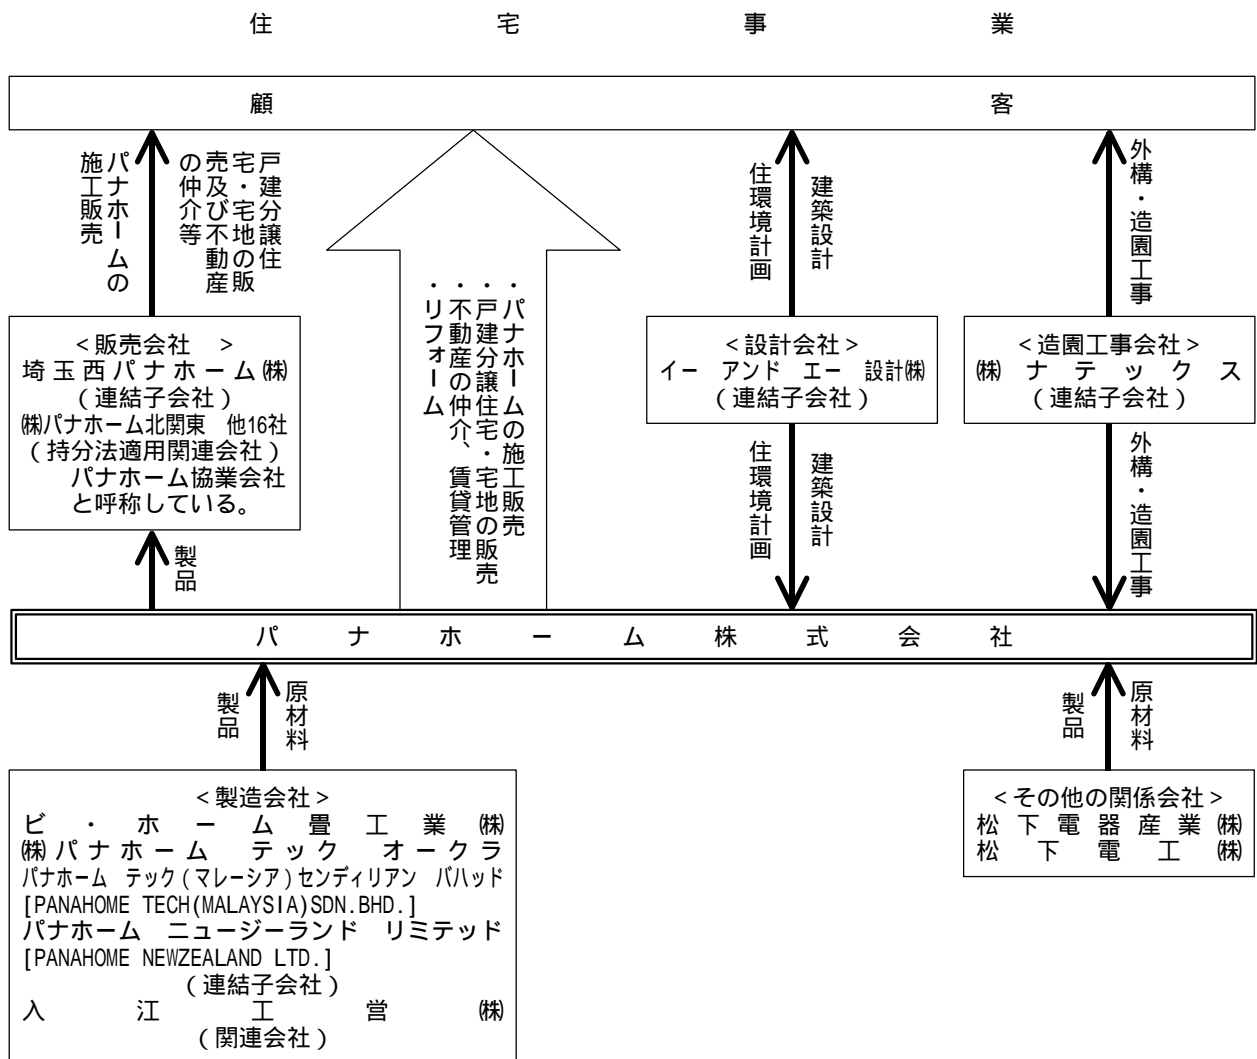 住宅事業
顧客
パナホームの
施工販売
戸建分譲住
宅・宅地の販
売及び不動産
の仲介等
住環境計画
建築設計
外構・造園工事
<販売会社 >
埼玉西パナホーム㈱
(連結子会社)
㈱パナホーム北関東 他16社
(持分法適用関連会社)
パナホーム協業会社
と呼称している。
・パナホームの施工販売
・戸建分譲住宅・宅地の販売
・不動産の仲介、賃貸管理
・リフォーム
<設計会社>
イー アンド エー 設計㈱
(連結子会社)
<造園工事会社>
㈱ナテックス
(連結子会社)
住環境計画
建築設計
外構・造園工事
製品
パナホーム株式会社
製品
原材料
製品
原材料
<製造会社>
ビ・ホーム畳工業㈱
㈱パナホーム テック オークラ
パナホーム テック(マレーシア)センディリアン バハッド
[PANAHOME TECH(MALAYSIA)SDN.BHD.]
パナホーム ニュージーランド リミテッド
[PANAHOME NEWZEALAND LTD.]
(連結子会社)
入江工営㈱
(関連会社)
<その他の関係会社>
松下電器産業㈱
松下電工㈱